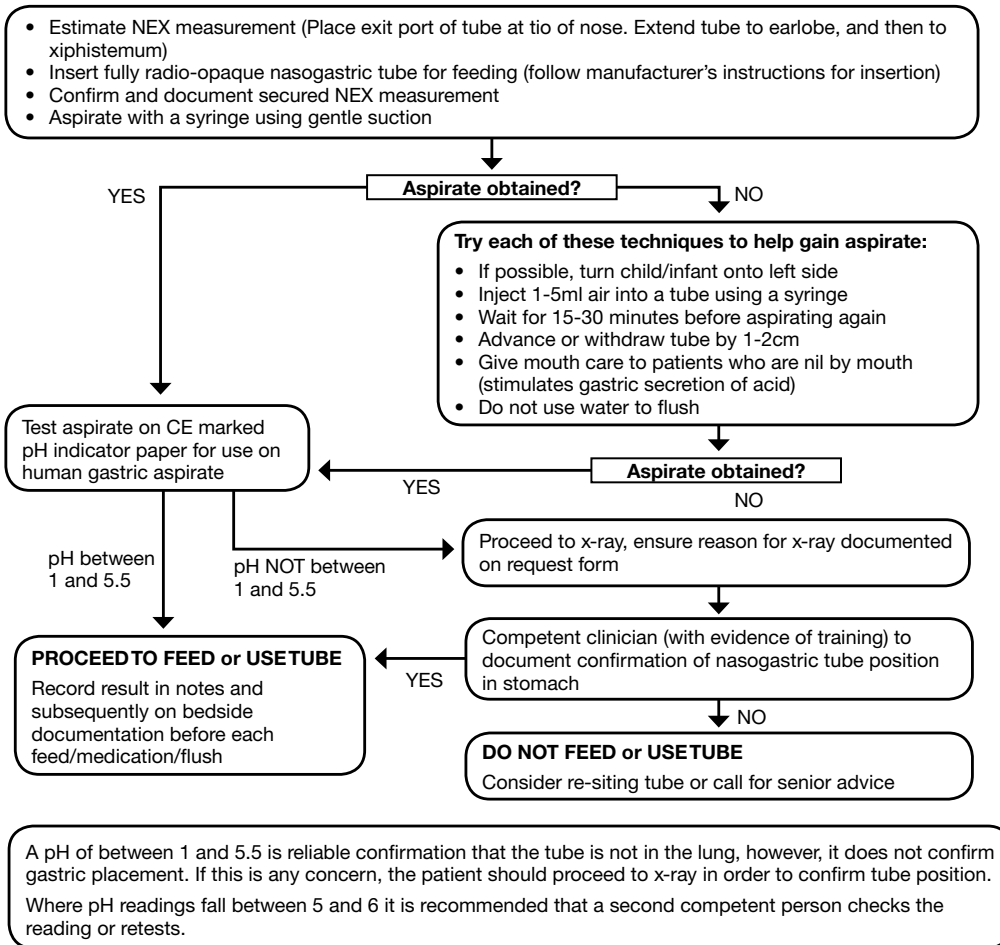 • Estimate NEX measurement (Place exit port of tube at tio of nose. Extend tube to earlobe, and then to
xiphistemum)
• Insert fully radio-opaque nasogastric tube for feeding (follow manufacturer’s instructions for insertion)
• Confirm and document secured NEX measurement
• Aspirate with a syringe using gentle suction
Aspirate obtained?
YES
NO
Try each of these techniques to help gain aspirate:
• If possible, turn child/infant onto left side
• Inject 1-5ml air into a tube using a syringe
• Wait for 15-30 minutes before aspirating again
• Advance or withdraw tube by 1-2cm
• Give mouth care to patients who are nil by mouth
(stimulates gastric secretion of acid)
• Do not use water to flush
Test aspirate on CE marked
pH indicator paper for use on
human gastric aspirate
Aspirate obtained?
YES
NO
pH between
1 and 5.5
pH NOT between
1 and 5.5
Proceed to x-ray, ensure reason for x-ray documented
on request form
Competent clinician (with evidence of training) to
document confirmation of nasogastric tube position
in stomach
YES
NO
PROCEED TO FEED or USE TUBE
Record result in notes and
subsequently on bedside
documentation before each
feed/medication/flush
DO NOT FEED or USE TUBE
Consider re-siting tube or call for senior advice
A pH of between 1 and 5.5 is reliable confirmation that the tube is not in the lung, however, it does not confirm
gastric placement. If this is any concern, the patient should proceed to x-ray in order to confirm tube position.
Where pH readings fall between 5 and 6 it is recommended that a second competent person checks the
reading or retests.